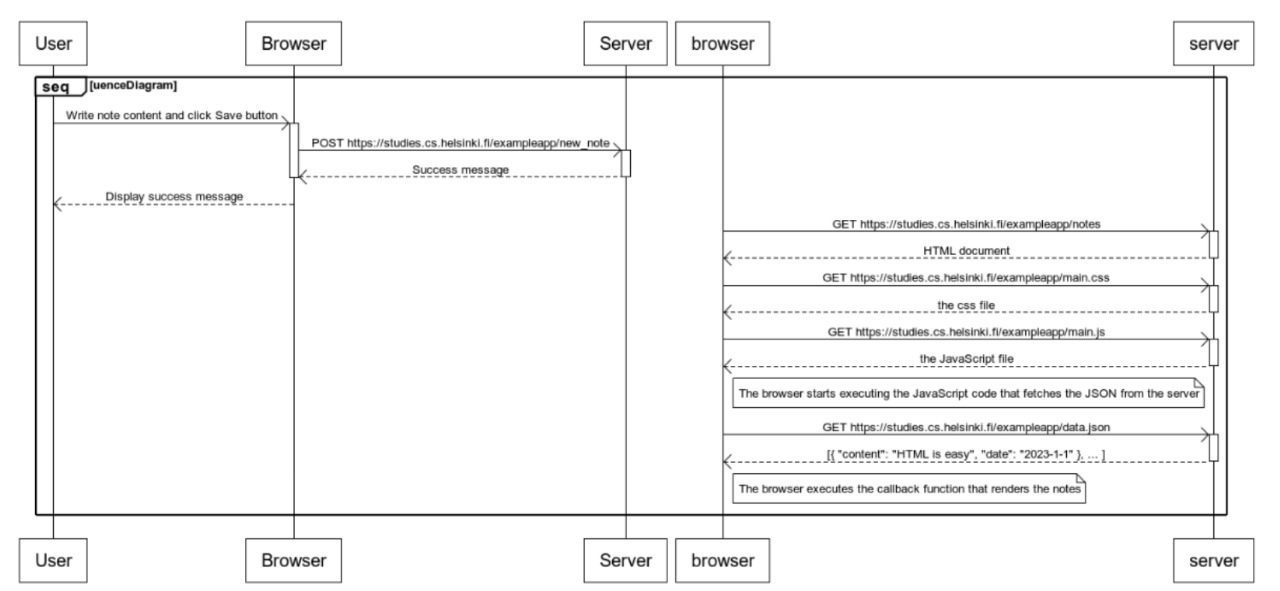 User
Browser
Server
browser
server
seq [uenceDiagram]
Write note content and click Save button
POST https://studies.cs.helsinki.fi/exampleapp/new_note
Success message
Display success message
GET https://studies.cs.helsinki.fi/exampleapp/notes
HTML document
GET https://studies.cs.helsinki.fi/exampleapp/main.css
the css file
GET https://studies.cs.helsinki.fi/exampleapp/main.js
the JavaScript file
The browser starts executing the JavaScript code that fetches the JSON from the server
GET https://studies.cs.helsinki.fi/exampleapp/data.json
[{ "content": "HTML is easy", "date": "2023-1-1" }, ... ]
The browser executes the callback function that renders the notes
User
Browser
Server
browser
server